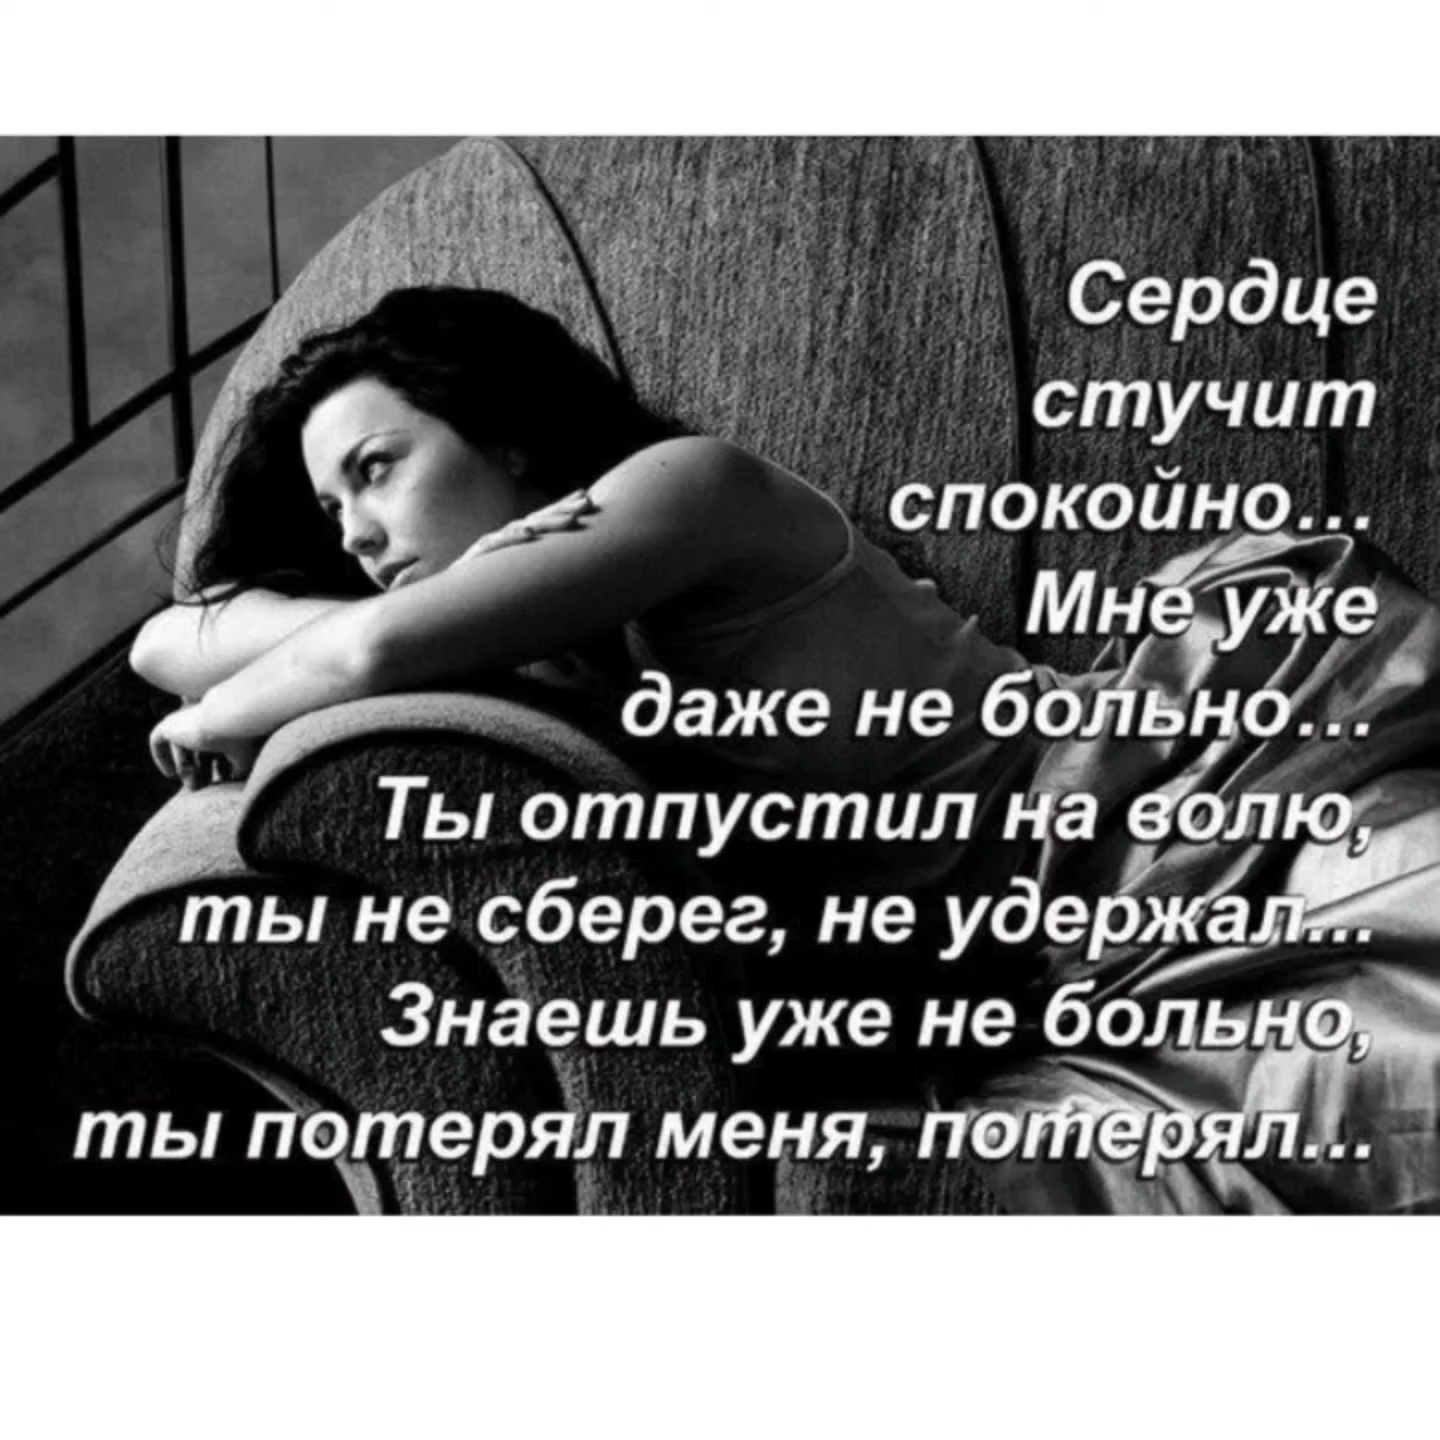 Сердце
стучит
спокойно...
Мне уже
даже не больно...
Ты отпустил на волю,
ты не сберег, не удержал...
Знаешь уже не больно,
ты потерял меня, потерял...